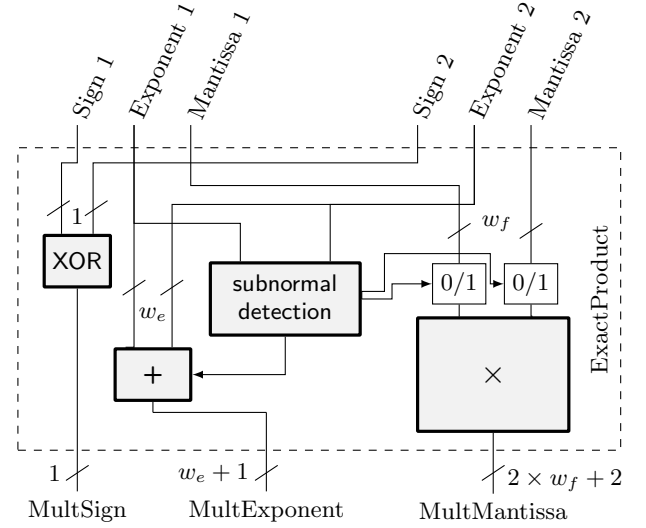 Sign 1
Exponent 1
Mantissa 1
Sign 2
Exponent 2
Mantissa 2
1
w_f
XOR
subnormal
detection
0/1
0/1
ExactProduct
w_e
+
×
1
w_e + 1
2 × w_f + 2
MultSign
MultExponent
MultMantissa